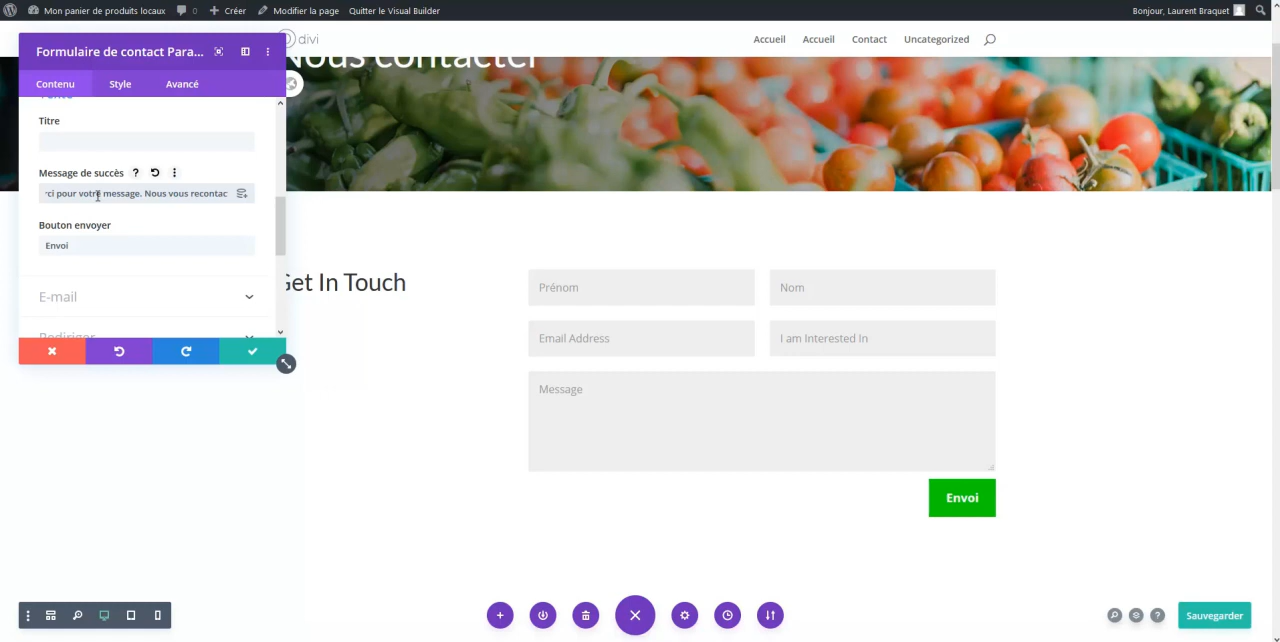 Mon panier de produits locaux 0 Créer Modifier la page Quitter le Visual Builder Bonjour, Laurent Braquet
divi Accueil Accueil Contact Uncategorized
Formulaire de contact Para...
Nous contacter
Contenu Style Avancé
Titre
Message de succès
rci pour votre message. Nous vous recontac
Bouton envoyer
Envoi
E-mail
Rediriger
Get In Touch
Prénom Nom
Email Address I am Interested In
Message
Envoi
Sauvegarder